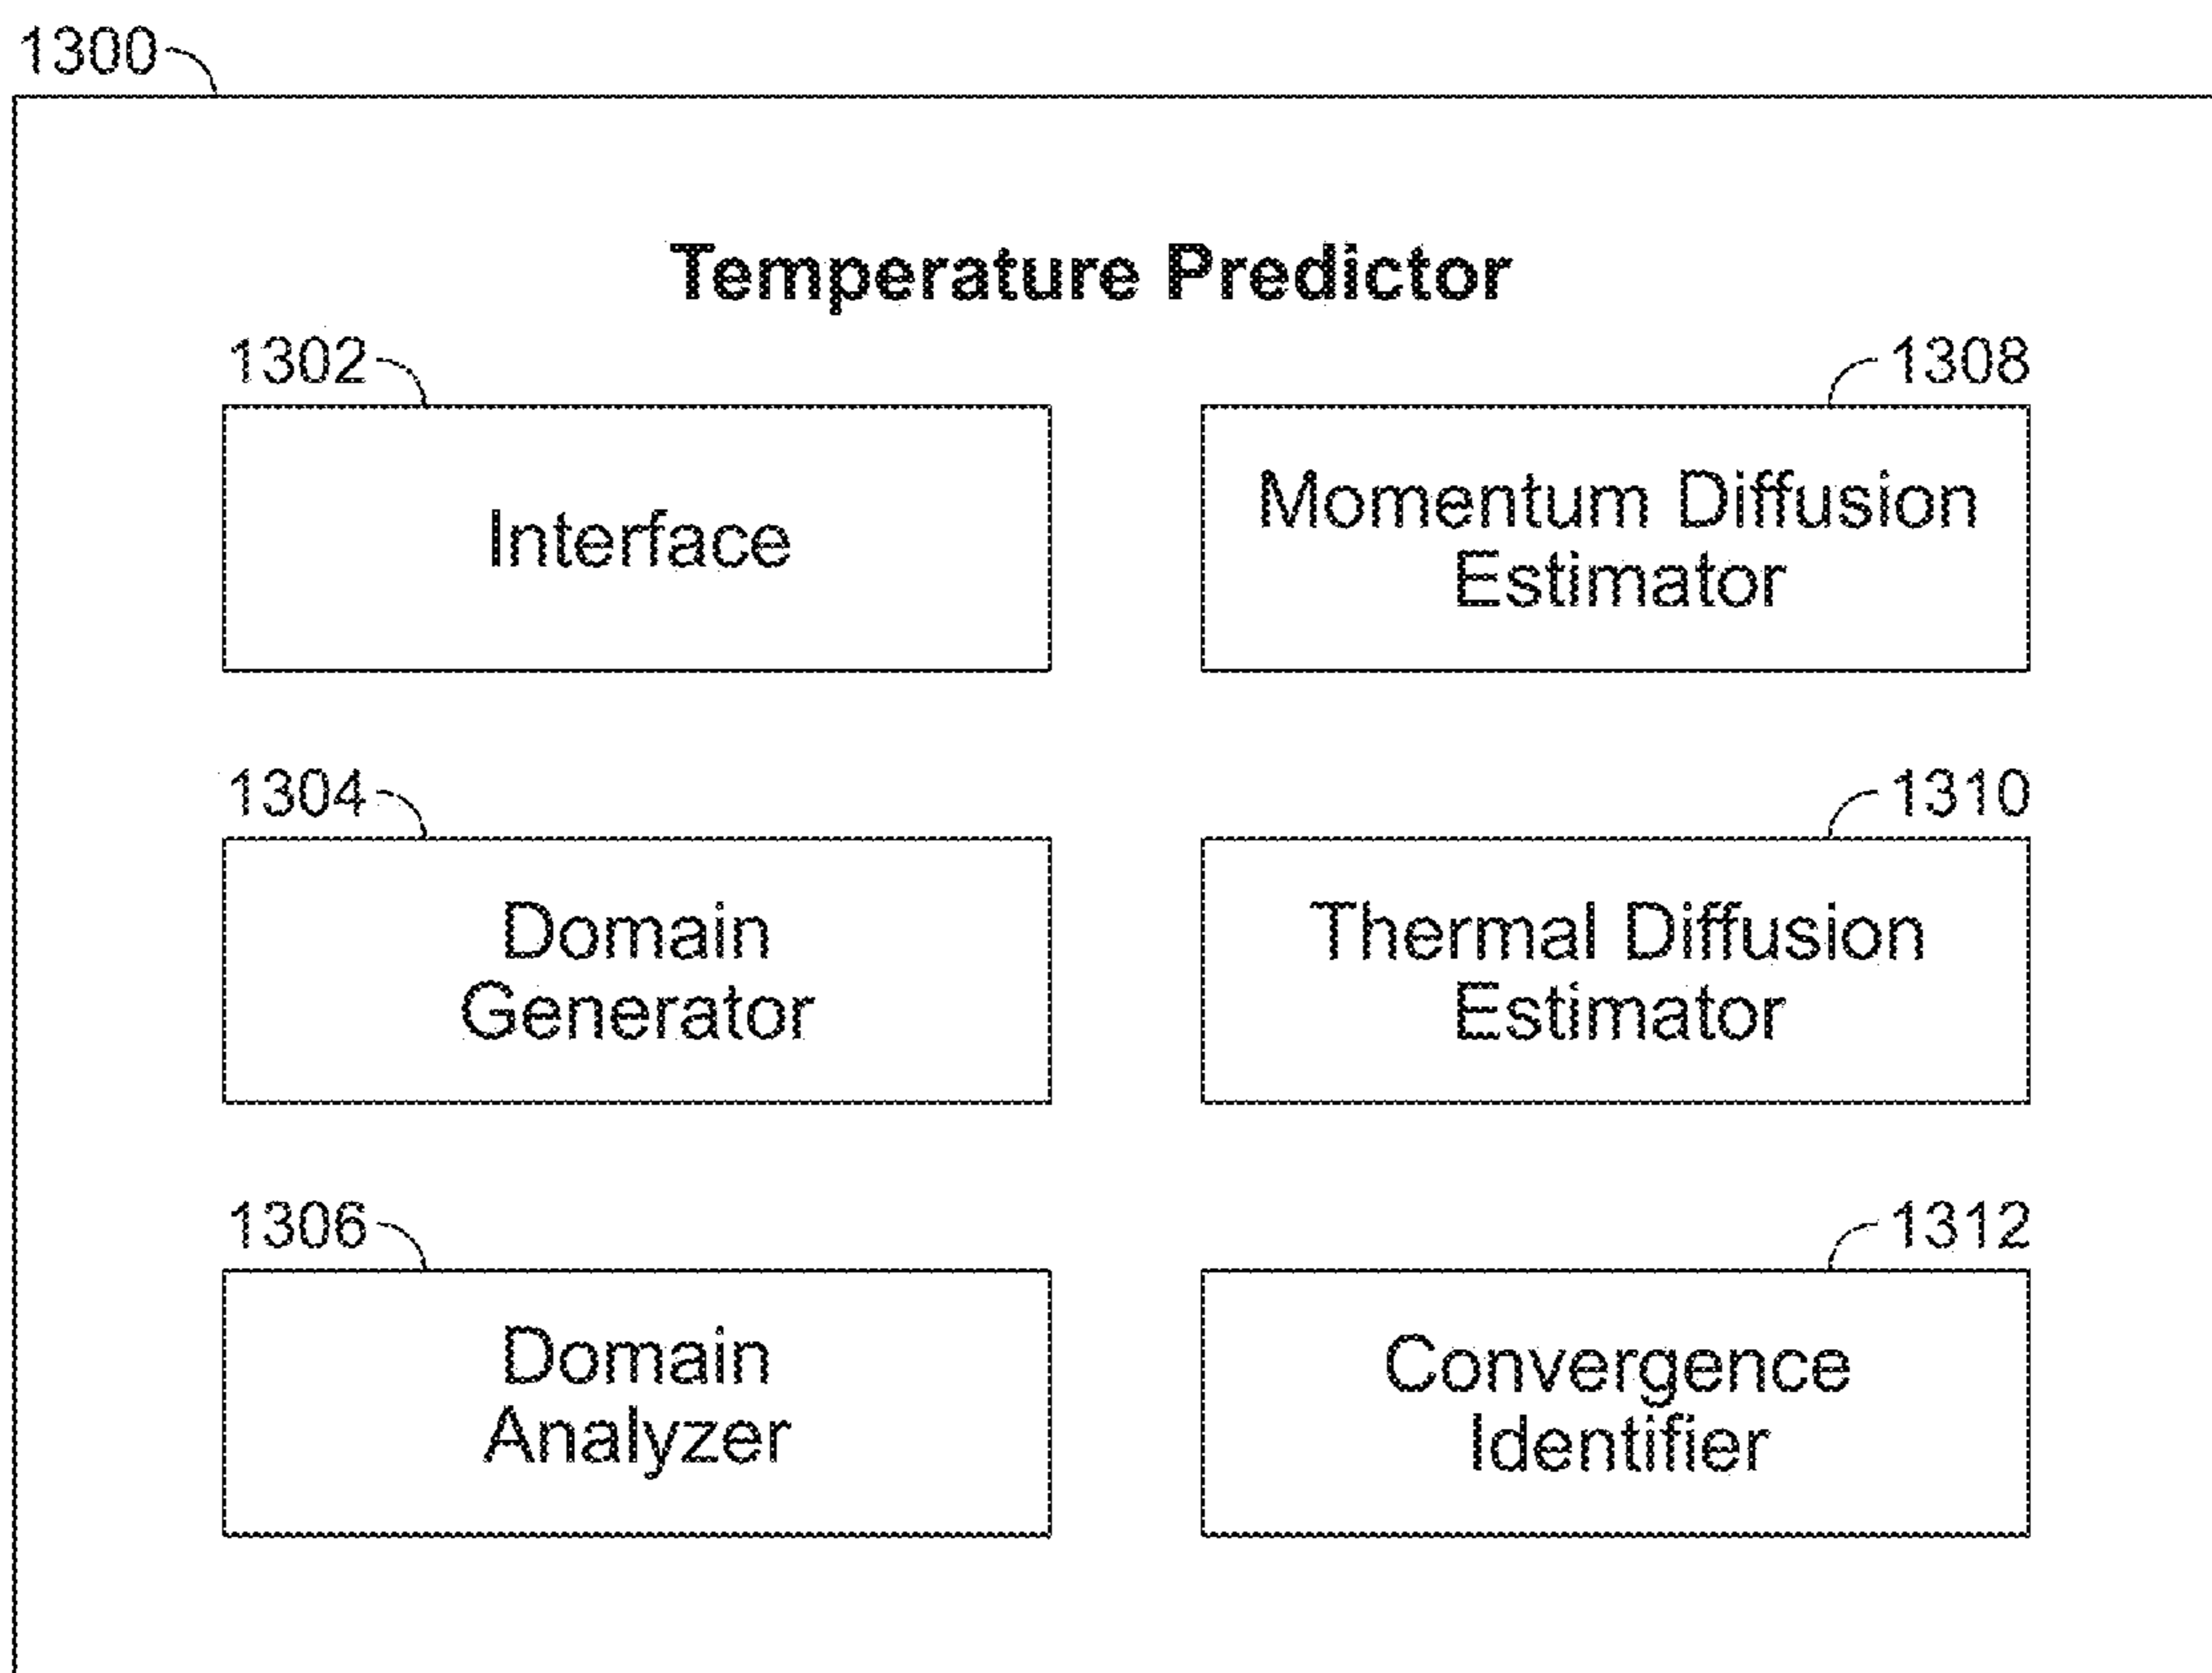 1300
Temperature Predictor
1302
Interface
1308
Momentum Diffusion
Estimator
1304
Domain
Generator
1310
Thermal Diffusion
Estimator
1306
Domain
Analyzer
1312
Convergence
Identifier